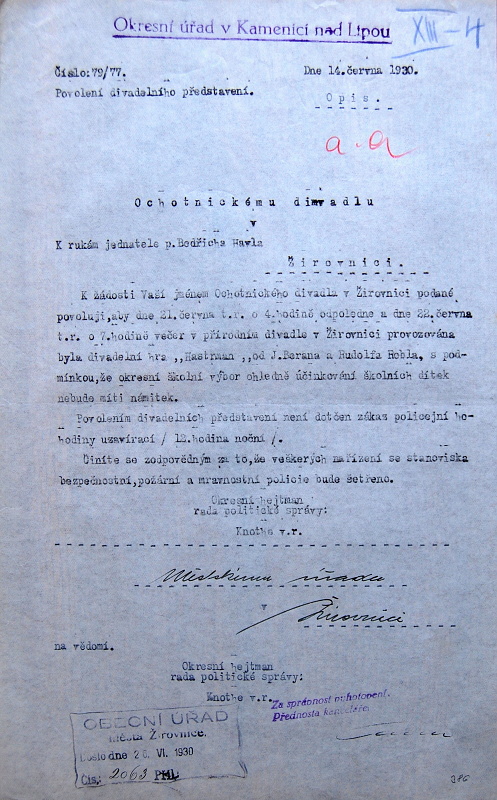 Okresní úřad v Kamenici nad Lipou
XIII-4
Číslo:79/77.
Dne 14.června 1930.
Povolení divadelního představení.
Opis.
a.a
Ochotnickému divadlu
v
K rukám jednatele p.Bedřicha Havla
Žirovnici.
K žádosti Vaší jménem Ochotnického divadla v Žirovnici podané
povoluji,aby dne 21.června t.r. o 4.hodině odpoledne a dne 22.června
t.r. o 7.hodině večer v přírodním divadle v Žirovnici provozována
byla divadelní hra ,,Hastrman ,,od J.Berana a Rudolfa Hobla, s pod-
mínkou,že okresní školní výbor ohledně účinkování školních dítek
nebude míti námitek.
Povolením divadelních představení není dotčen zákaz policejní ho-
hodiny uzavírací / 12.hodina noční /.
Činíte se zodpovědným za to,že veškerých nařízení se stanoviska
bezpečnostní,požární a mravnostní policie bude šetřeno.
Okresní hejtman
rada politické správy:
Knothe v.r.
Městskému úřadu
v
Žirovnici
na vědomí.
Okresní hejtman
rada politické správy:
Knothe v.r.
Za správnost vyhotovení.
Přednosta kanceláře
OBECNÍ ÚŘAD
města Žirovnice,
Došlo dne 20. VI. 1930
Čís. 2063
386